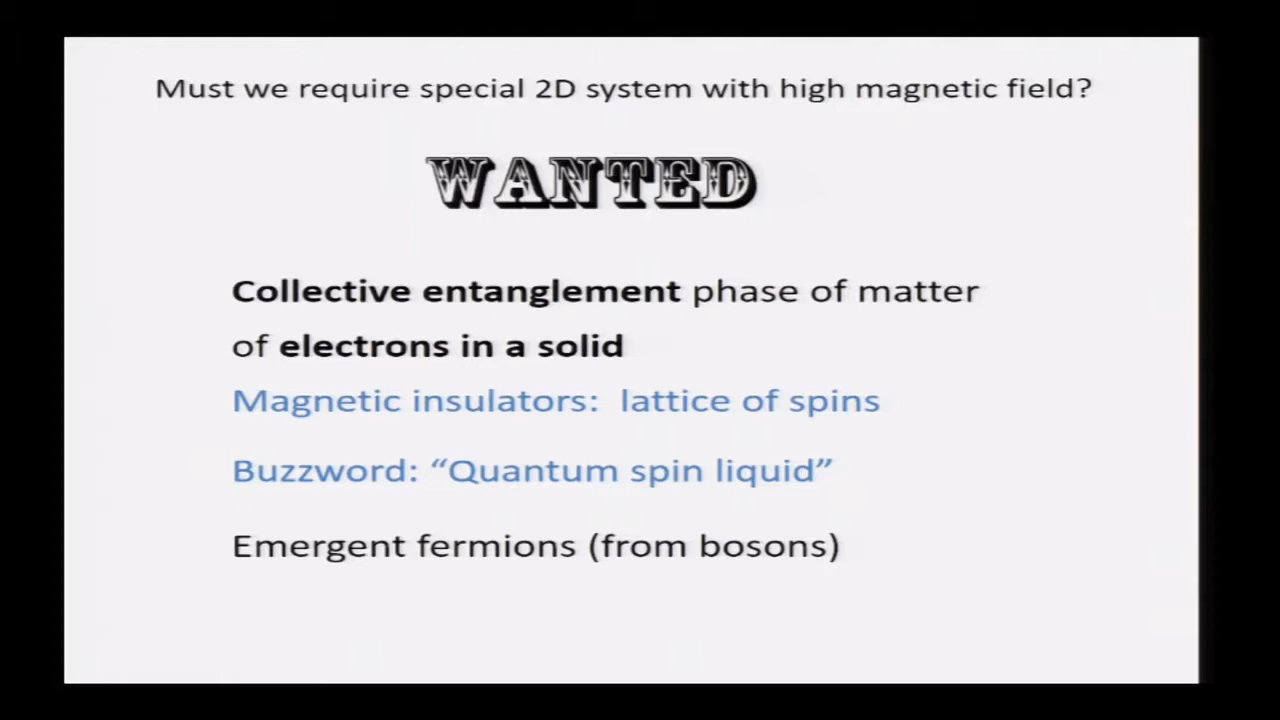 Must we require special 2D system with high magnetic field?
WANTED
Collective entanglement phase of matter
of electrons in a solid
Magnetic insulators: lattice of spins
Buzzword: “Quantum spin liquid”
Emergent fermions (from bosons)